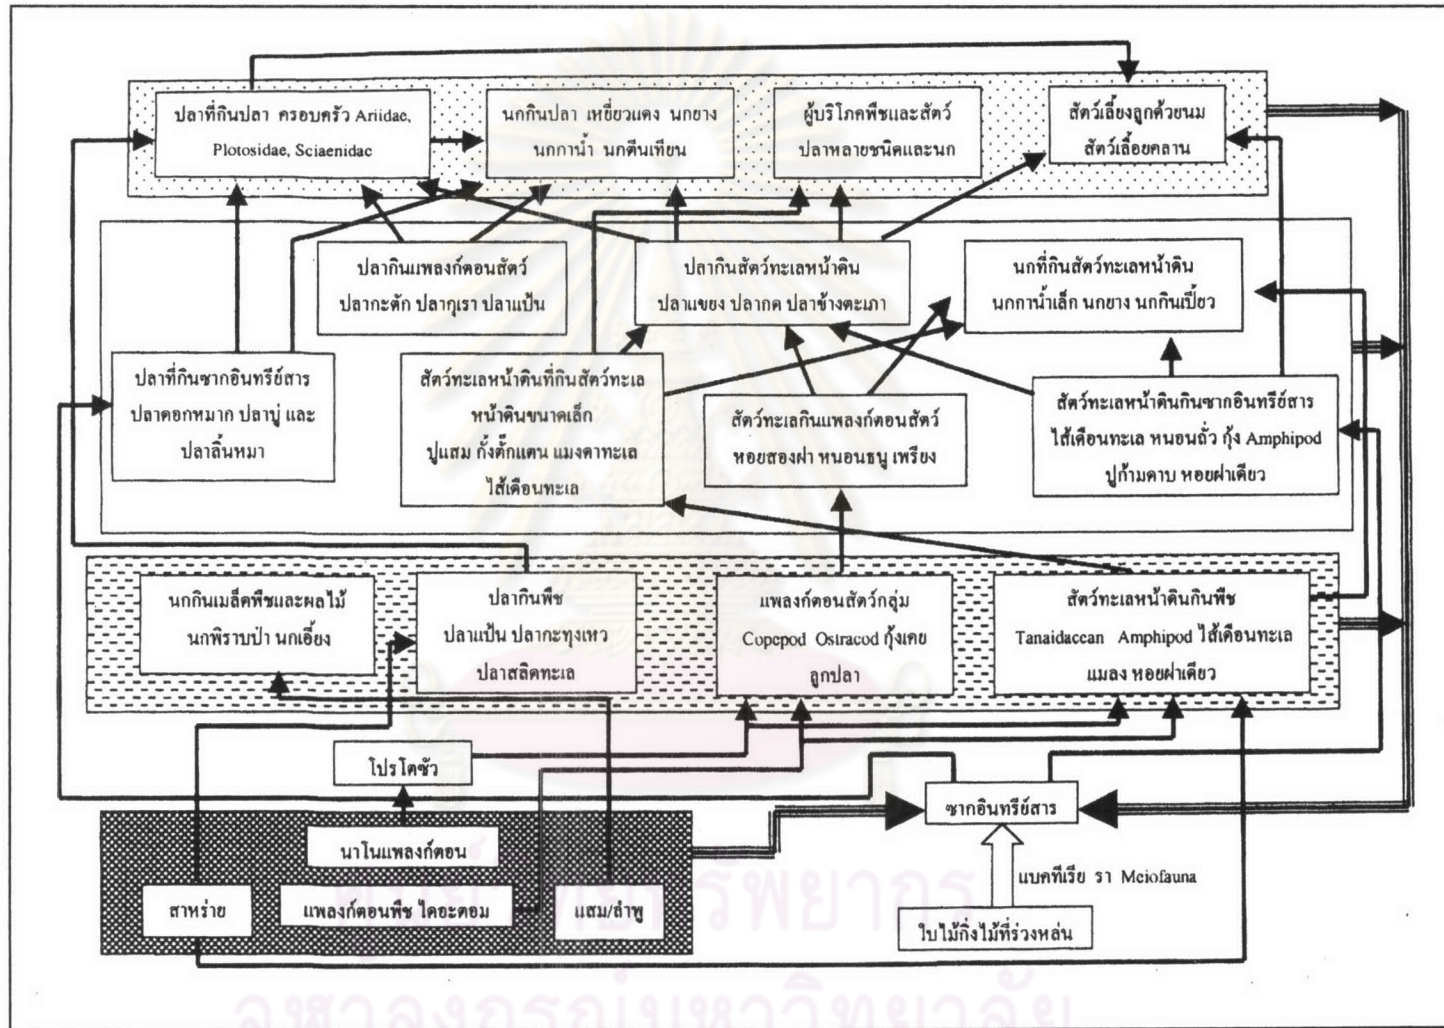 ปลาที่กินปลา ครอบครัว Ariidae,
Plotosidae, Sciaenidae
นกกินปลา เหยี่ยวแดง นกยาง
นกกาน้ำ นกตีนเทียน
ผู้บริโภคพืชและสัตว์
ปลาหลายชนิดและนก
สัตว์เลี้ยงลูกด้วยนม
สัตว์เลื้อยคลาน
ปลากินแพลงก์ตอนสัตว์
ปลากะตัก ปลากุเรา ปลาแป้น
ปลากินสัตว์ทะเลหน้าดิน
ปลาแขยง ปลากด ปลาข้างตะเภา
นกที่กินสัตว์ทะเลหน้าดิน
นกกาน้ำเล็ก นกยาง นกกินเปี้ยว
ปลาที่กินซากอินทรีย์สาร
ปลาดอกหมาก ปลาบู่ และ
ปลาลิ้นหมา
สัตว์ทะเลหน้าดินที่กินสัตว์ทะเล
หน้าดินขนาดเล็ก
ปูแสม กั้งตั๊กแตน แมงดาทะเล
ไส้เดือนทะเล
สัตว์ทะเลกินแพลงก์ตอนสัตว์
หอยสองฝา หนอนธนู เพรียง
สัตว์ทะเลหน้าดินกินซากอินทรีย์สาร
ไส้เดือนทะเล หนอนถั่ว กุ้ง Amphipod
ปูก้ามดาบ หอยฝาเดียว
นกกินเมล็ดพืชและผลไม้
นกพิราบป่า นกเอี้ยง
ปลากินพืช
ปลาแป้น ปลากะทุงเหว
ปลาสลิดทะเล
แพลงก์ตอนสัตว์กลุ่ม
Copepod Ostracod กุ้งเคย
ลูกปลา
สัตว์ทะเลหน้าดินกินพืช
Tanaidaccan Amphipod ไส้เดือนทะเล
แมลง หอยฝาเดียว
โปรโตซัว
ซากอินทรีย์สาร
นาโนแพลงก์ตอน
แบคทีเรีย รา Meiofauna
สาหร่าย
แพลงก์ตอนพืช ไดอะตอม
แสม/ลำพู
ใบไม้กิ่งไม้ที่ร่วงหล่น
จุฬาลงกรณ์มหาวิทยาลัย